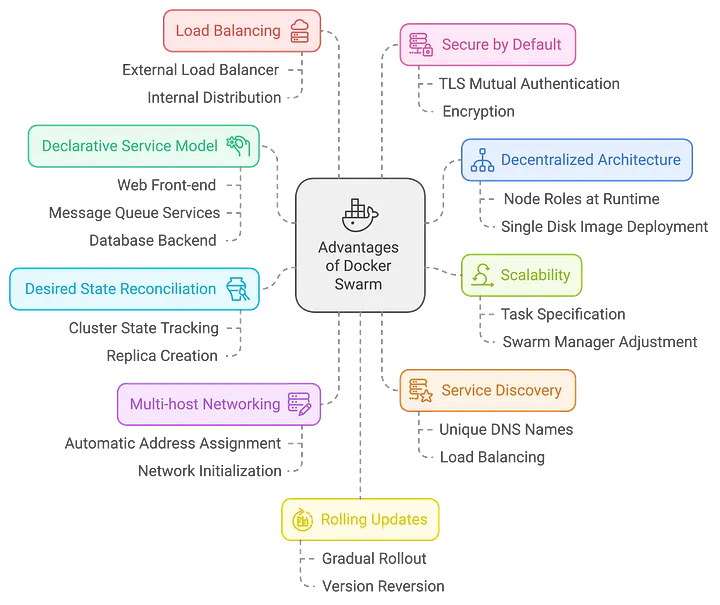 Load Balancing
External Load Balancer
Internal Distribution
Secure by Default
TLS Mutual Authentication
Encryption
Declarative Service Model
Web Front-end
Message Queue Services
Database Backend
Decentralized Architecture
Node Roles at Runtime
Single Disk Image Deployment
Advantages
of Docker
Swarm
Desired State Reconciliation
Cluster State Tracking
Replica Creation
Scalability
Task Specification
Swarm Manager Adjustment
Multi-host Networking
Automatic Address Assignment
Network Initialization
Service Discovery
Unique DNS Names
Load Balancing
Rolling Updates
Gradual Rollout
Version Reversion